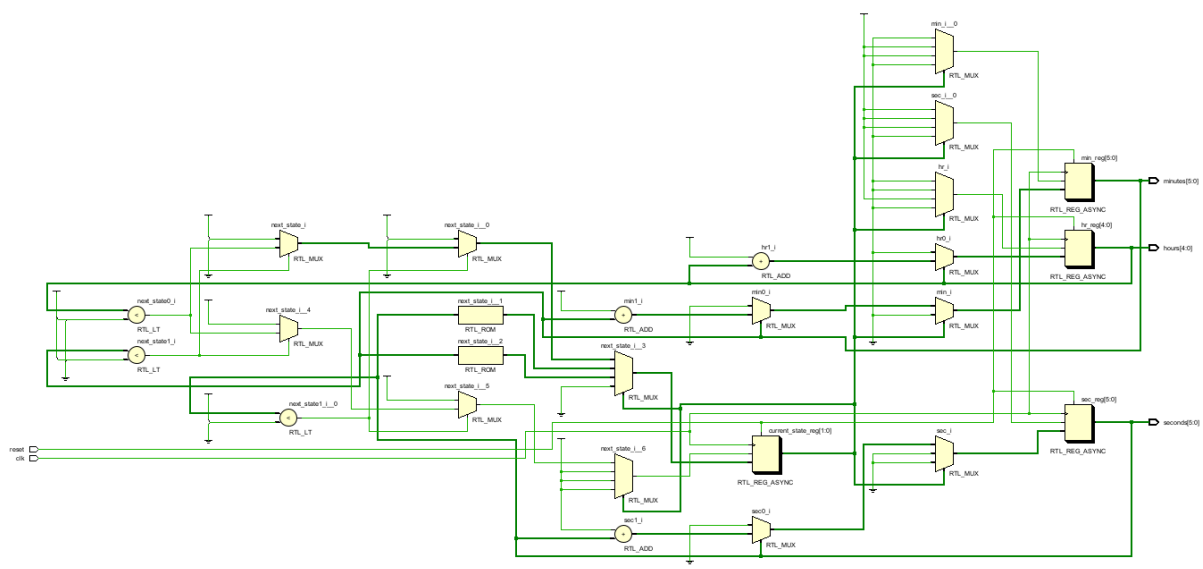 min_i__0
RTL_MUX
sec_i__0
RTL_MUX
min_reg[5:0]
minutes[5:0]
hr_i
RTL_REG_ASYNC
RTL_MUX
hr_reg[4:0]
next_state_i
next_state_i__0
hr1_i
hr0_i
hours[4:0]
RTL_MUX
RTL_MUX
RTL_ADD
RTL_MUX
RTL_REG_ASYNC
next_state0_i
next_state_i__4
next_state_i__1
min1_i
min0_i
min_i
RTL_LT
RTL_ROM
RTL_ADD
RTL_MUX
RTL_MUX
next_state1_i
RTL_MUX
next_state_i__2
next_state_i__3
RTL_LT
RTL_ROM
next_state_i__5
RTL_MUX
next_state1_i__0
sec_reg[5:0]
RTL_MUX
seconds[5:0]
RTL_LT
current_state_reg[1:0]
sec_i
reset
RTL_REG_ASYNC
clk
next_state_i__6
RTL_MUX
RTL_REG_ASYNC
RTL_MUX
sec1_i
sec0_i
RTL_ADD
RTL_MUX